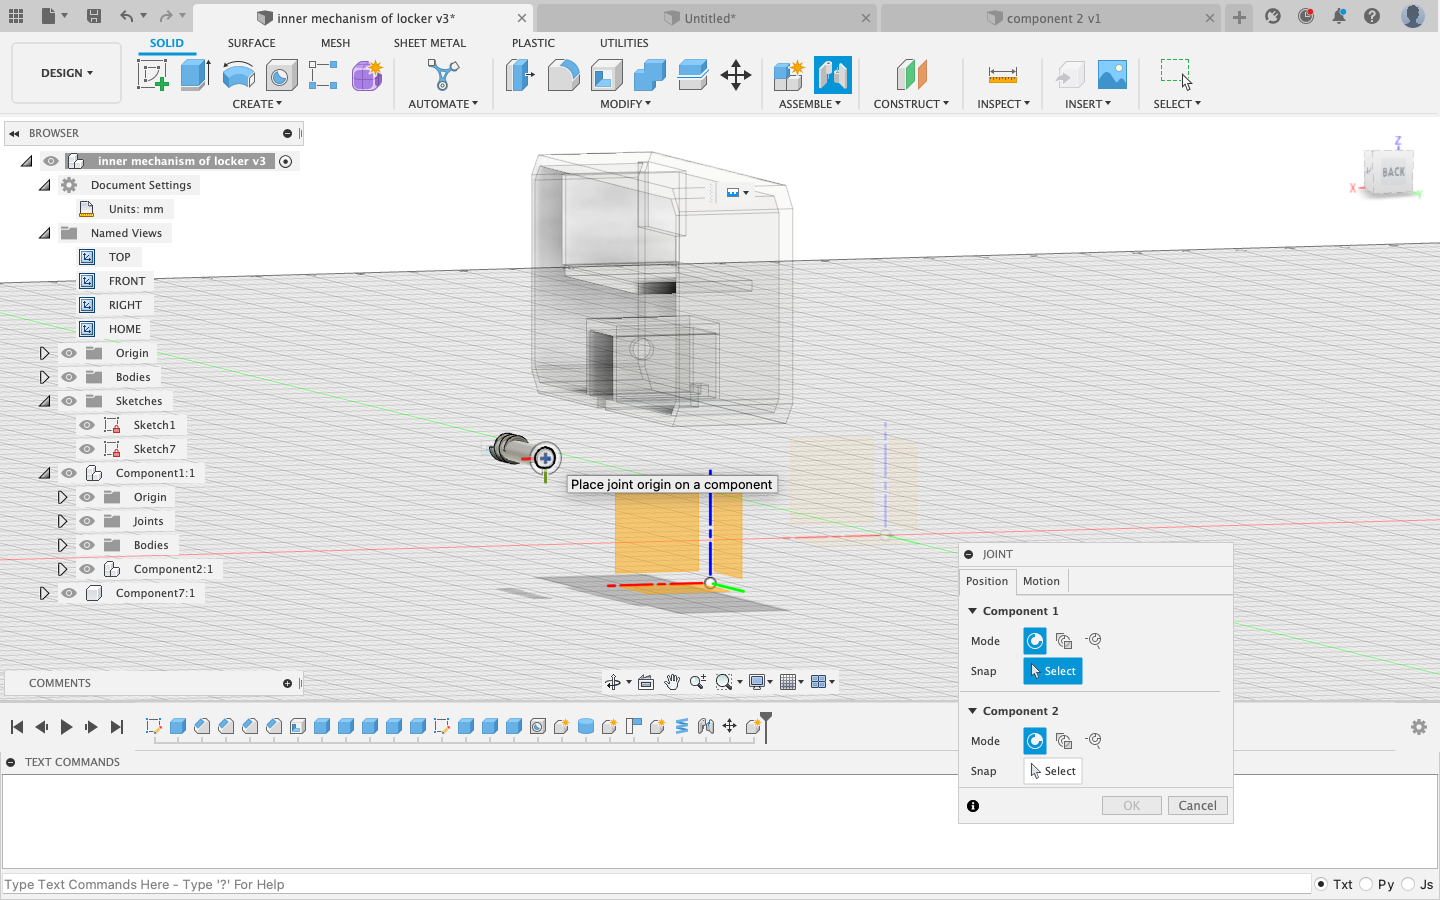 inner mechanism of locker v3*
Untitled*
component 2 v1
SOLID
SURFACE
MESH
SHEET METAL
PLASTIC
UTILITIES
DESIGN
CREATE
AUTOMATE
MODIFY
ASSEMBLE
CONSTRUCT
INSPECT
INSERT
SELECT
BROWSER
inner mechanism of locker v3
Document Settings
Units: mm
Named Views
TOP
FRONT
RIGHT
HOME
Origin
Bodies
Sketches
Sketch1
Sketch7
Component1:1
Origin
Joints
Bodies
Component2:1
Component7:1
Z
BACK
X
Y
Place joint origin on a component
JOINT
Position
Motion
Component 1
Mode
Snap
Select
Component 2
Mode
Snap
Select
OK
Cancel
COMMENTS
TEXT COMMANDS
Type Text Commands Here - Type '?' For Help
Txt
Py
Js